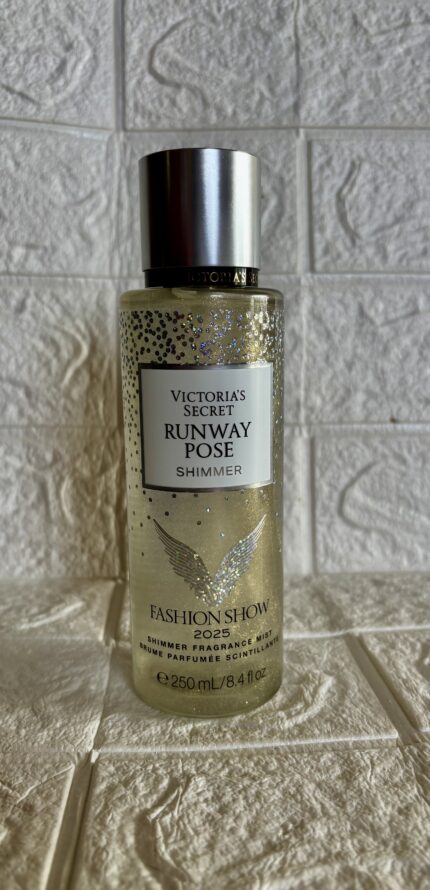 VICTORIA'S
VICTORIA'S
SECRET
RUNWAY
POSE
SHIMMER
FASHION SHOW
2025
SHIMMER FRAGRANCE MIST
BRUME PARFUMÉE SCINTILLANTE
℮ 250 mL/8.4 fl oz